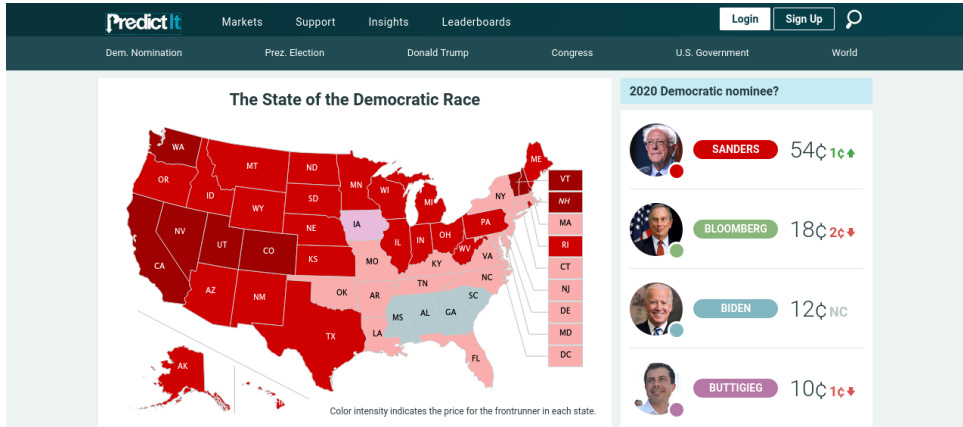 PredictIt
Markets Support Insights Leaderboards
Login Sign Up
Dem. Nomination Prez. Election Donald Trump Congress U.S. Government World
The State of the Democratic Race
WA
OR
ID
MT
WY
ND
SD
NE
KS
MN
IA
WI
MI
IL
IN
OH
PA
WV
NY
ME
NV
UT
CO
CA
AZ
NM
OK
TX
MO
AR
LA
KY
TN
VA
NC
SC
MS
AL
GA
FL
AK
VT
NH
MA
RI
CT
NJ
DE
MD
DC
Color intensity indicates the price for the frontrunner in each state.
2020 Democratic nominee?
SANDERS 54¢ 1¢
BLOOMBERG 18¢ 2¢
BIDEN 12¢ NC
BUTTIGIEG 10¢ 1¢